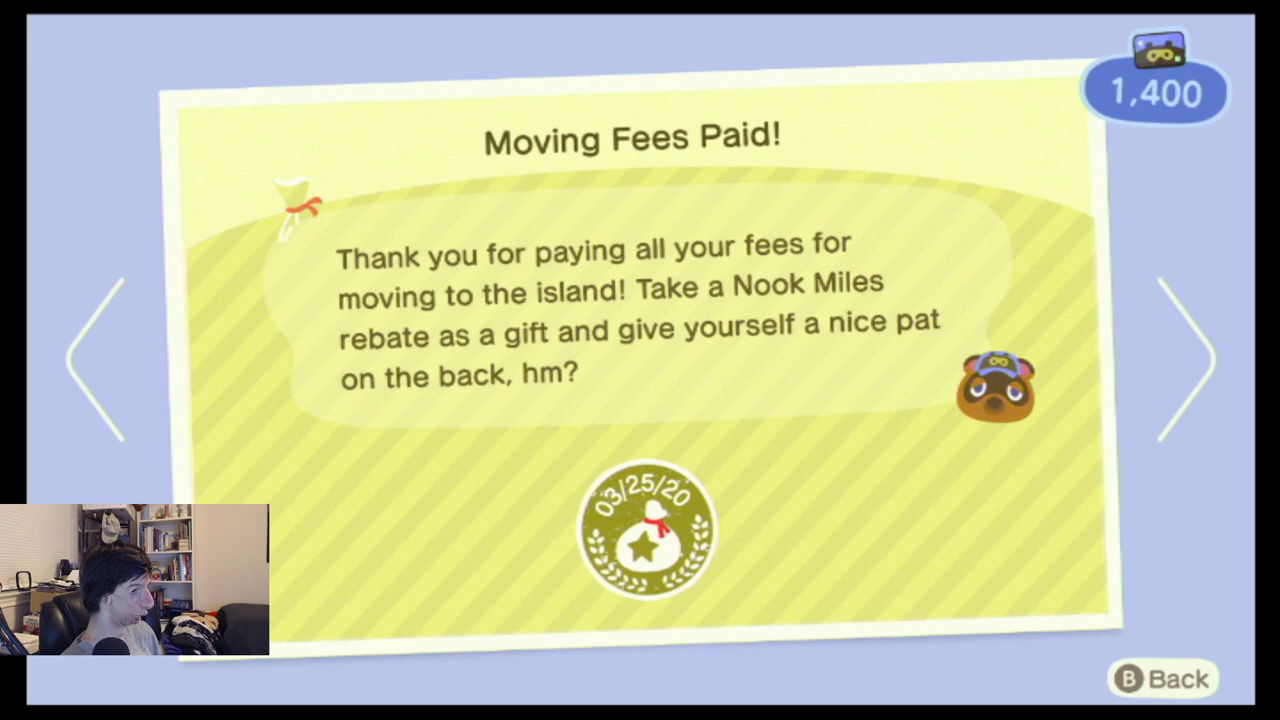 1,400
Moving Fees Paid!
Thank you for paying all your fees for
moving to the island! Take a Nook Miles
rebate as a gift and give yourself a nice pat
on the back, hm?
03/25/20
B Back